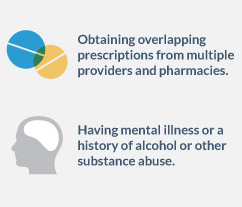 Obtaining overlapping
prescriptions from multiple
providers and pharmacies.
Having mental illness or a
history of alcohol or other
substance abuse.